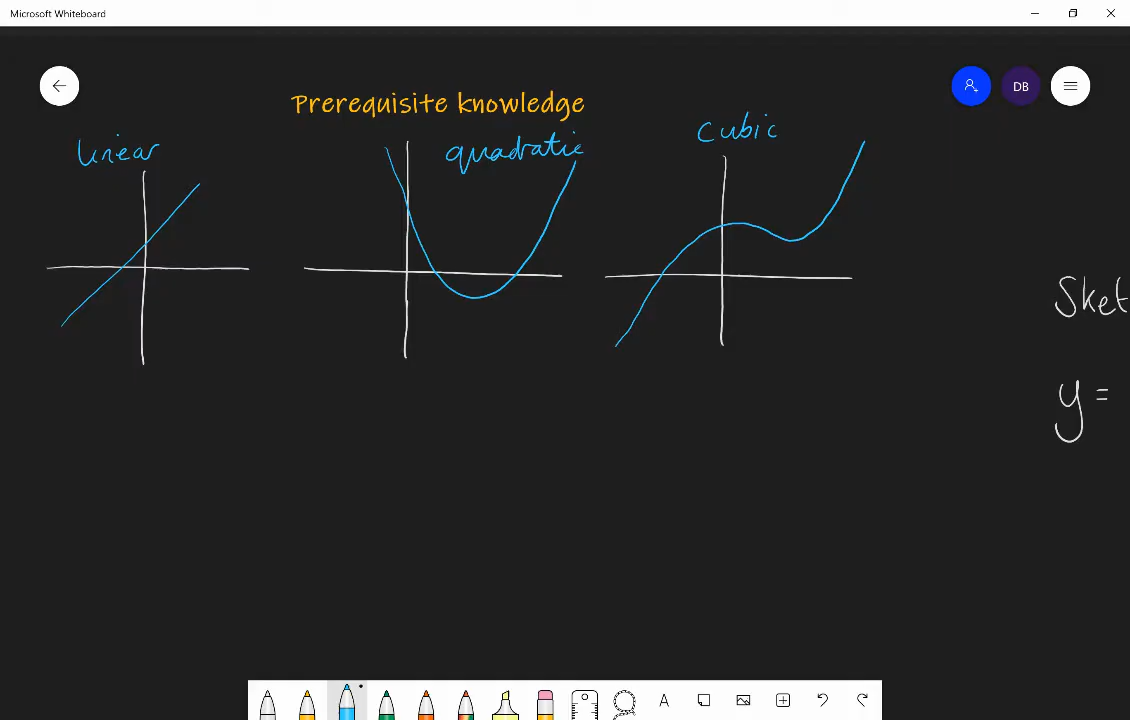 Microsoft Whiteboard
Prerequisite knowledge
DB
linear
quadratic
cubic
Sket
y =
A